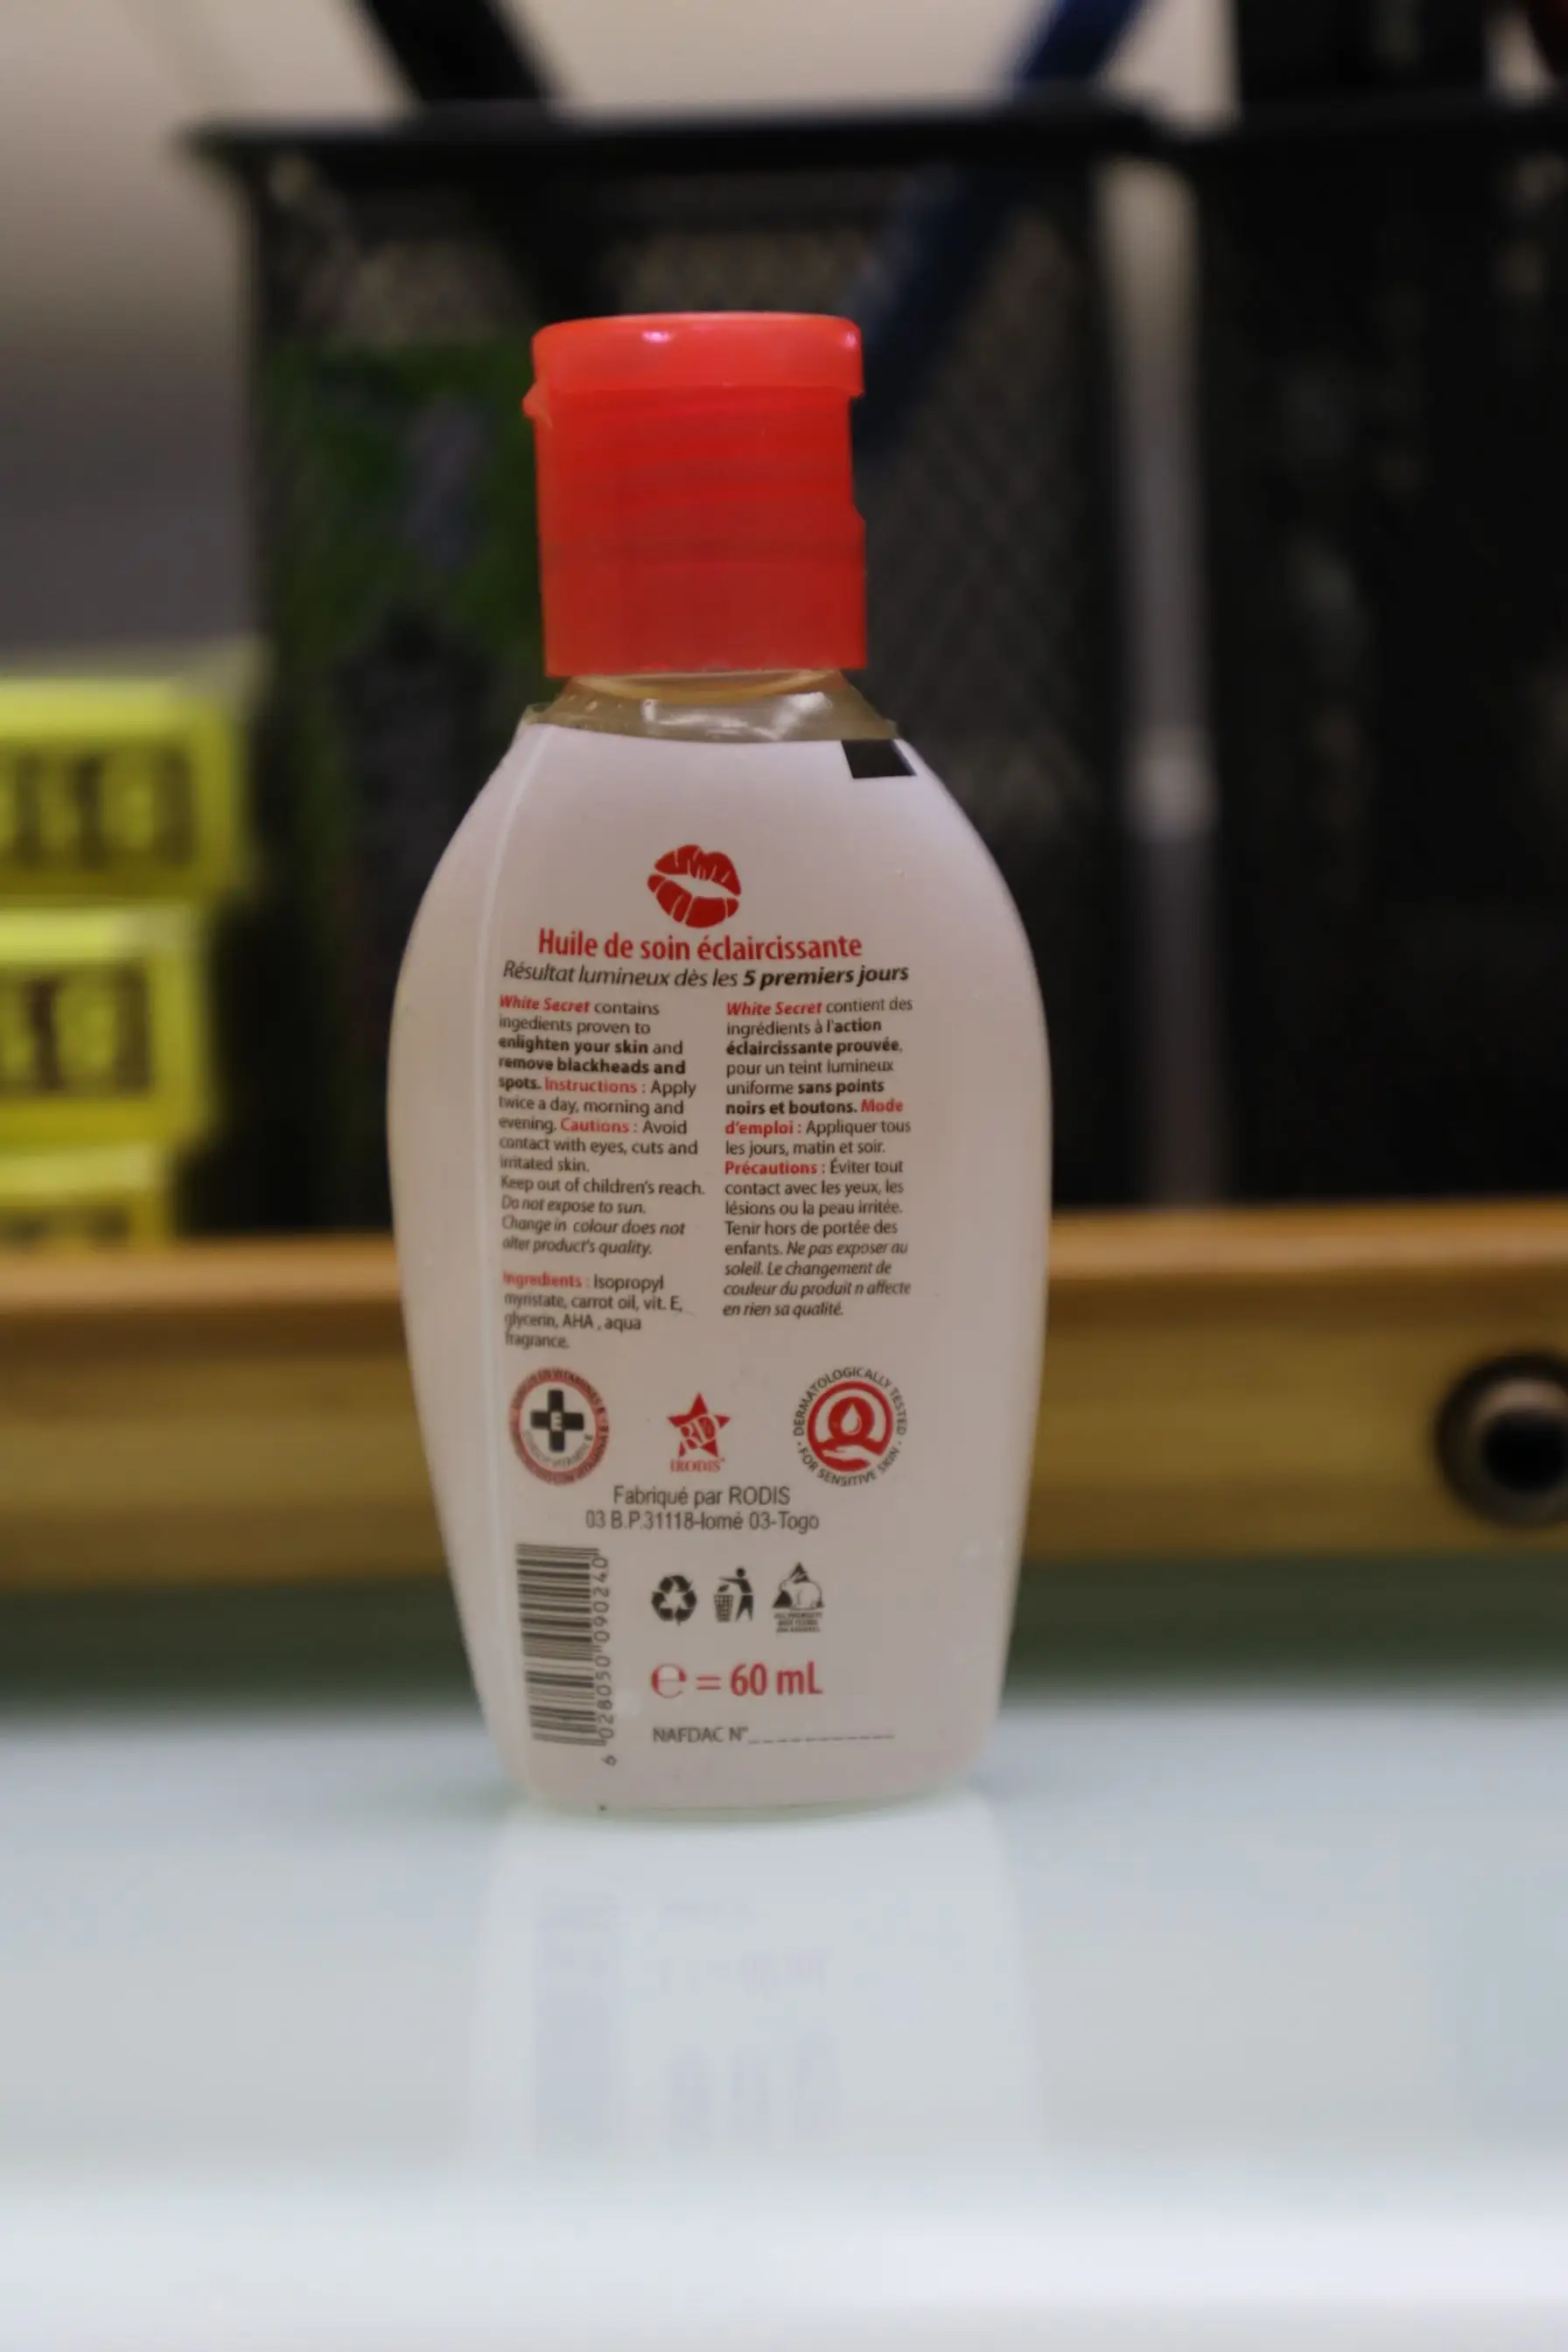 Huile de soin éclaircissante
Résultat lumineux dès les 5 premiers jours
White Secret contains
ingedients proven to
enlighten your skin and
remove blackheads and
spots. Instructions : Apply
twice a day, morning and
evening. Cautions : Avoid
contact with eyes, cuts and
irritated skin.
Keep out of children's reach.
Do not expose to sun.
Change in colour does not
alter product's quality.
Ingredients : Isopropyl
myristate, carrot oil, vit. E,
glycerin, AHA , aqua
fragrance.
White Secret contient des
ingrédients à l'action
éclaircissante prouvée,
pour un teint lumineux
uniforme sans points
noirs et boutons. Mode
d'emploi : Appliquer tous
les jours, matin et soir.
Précautions : Éviter tout
contact avec les yeux, les
lésions ou la peau irritée.
Tenir hors de portée des
enfants. Ne pas exposer au
soleil. Le changement de
couleur du produit n affecte
en rien sa qualité.
E
RD
RODIS
DERMATOLOGICALLY TESTED
FOR SENSITIVE SKIN
Fabriqué par RODIS
03 B.P.31118-lomé 03-Togo
6 028050 090240
e = 60 mL
NAFDAC N°____________